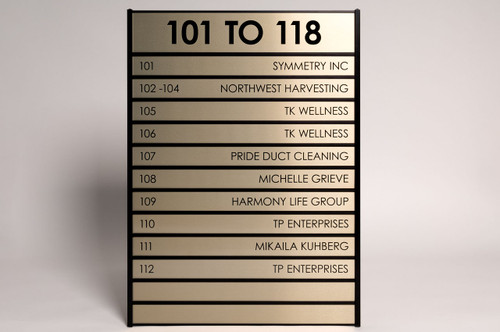 101 TO 118
101 SYMMETRY INC
102 -104 NORTHWEST HARVESTING
105 TK WELLNESS
106 TK WELLNESS
107 PRIDE DUCT CLEANING
108 MICHELLE GRIEVE
109 HARMONY LIFE GROUP
110 TP ENTERPRISES
111 MIKAILA KUHBERG
112 TP ENTERPRISES